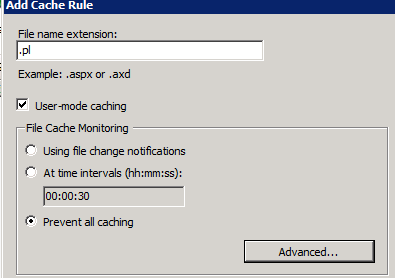 Add Cache Rule
File name extension:
.pl
Example: .aspx or .axd
User-mode caching
File Cache Monitoring
Using file change notifications
At time intervals (hh:mm:ss):
00:00:30
Prevent all caching
Advanced...